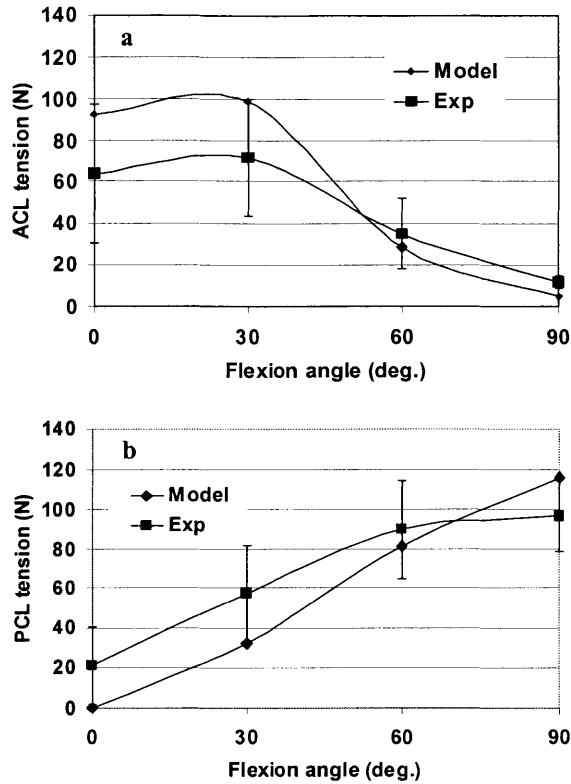 a
140
120
100
80
60
40
20
0
ACL tension (N)
Model
Exp
0 30 60 90
Flexion angle (deg.)
b
140
120
100
80
60
40
20
0
PCL tension (N)
Model
Exp
0 30 60 90
Flexion angle (deg.)